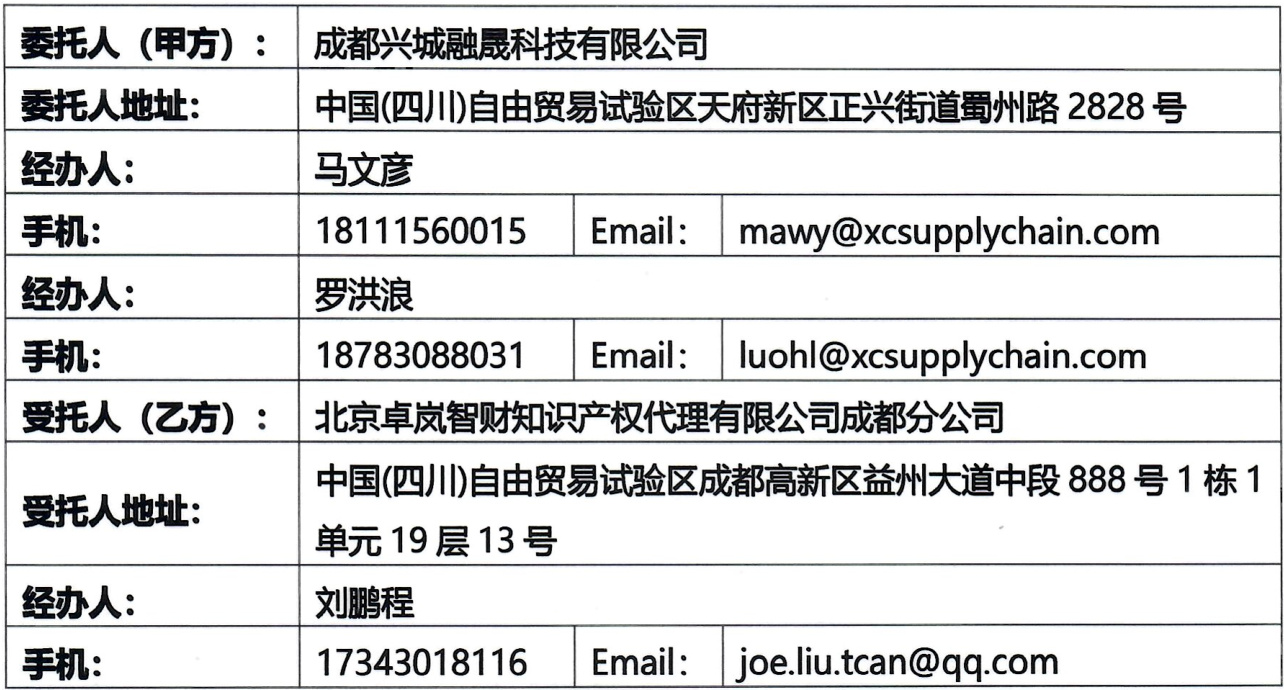 委托人（甲方）： 成都兴城融晟科技有限公司
委托人地址： 中国(四川)自由贸易试验区天府新区正兴街道蜀州路 2828 号
经办人： 马文彦
手机： 18111560015 Email： mawy@xcsupplychain.com
经办人： 罗洪浪
手机： 18783088031 Email： luohl@xcsupplychain.com
受托人（乙方）： 北京卓岚智财知识产权代理有限公司成都分公司
受托人地址： 中国(四川)自由贸易试验区成都高新区益州大道中段 888 号 1 栋 1
单元 19 层 13 号
经办人： 刘鹏程
手机： 17343018116 Email： joe.liu.tcan@qq.com